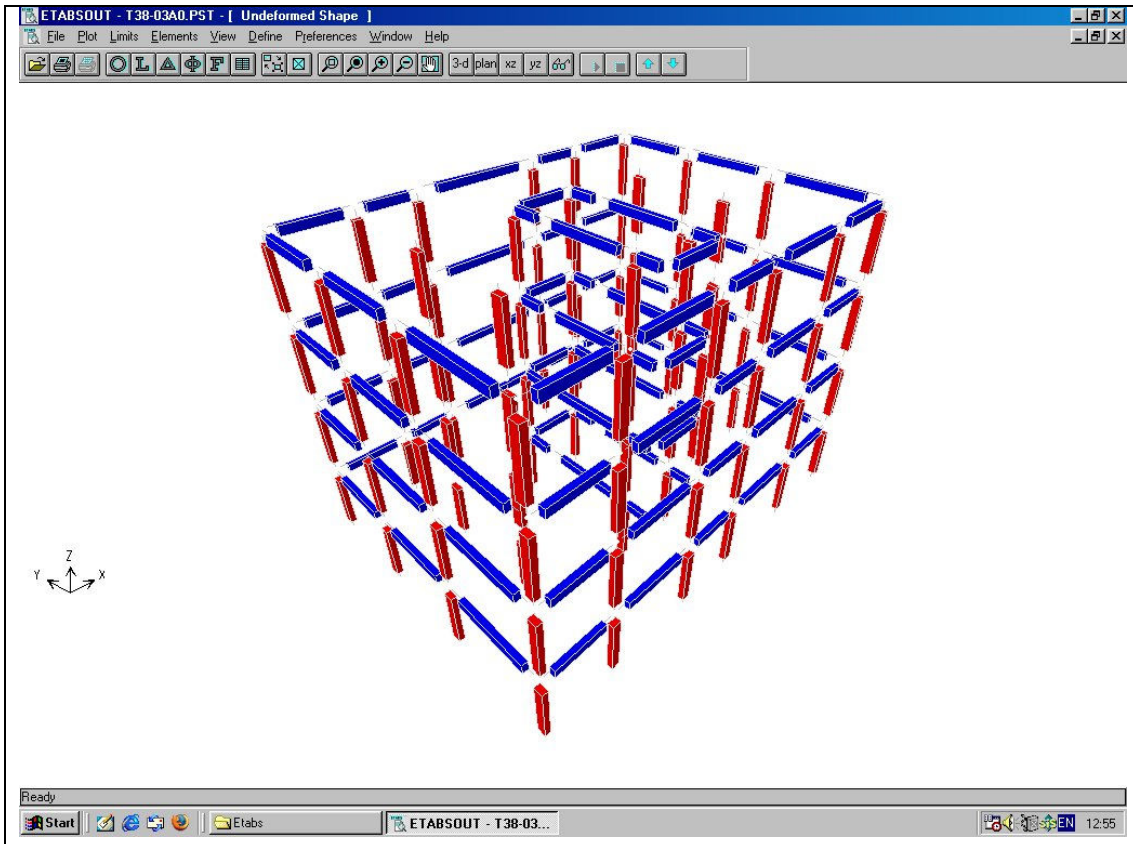 ETABSOUT - T38-03A0.PST - [ Undeformed Shape ]
File Plot Limits Elements View Define Preferences Window Help
3-d plan xz yz
Z
Y X
Ready
Start Etabs ETABSOUT - T38-03... EN 12:55